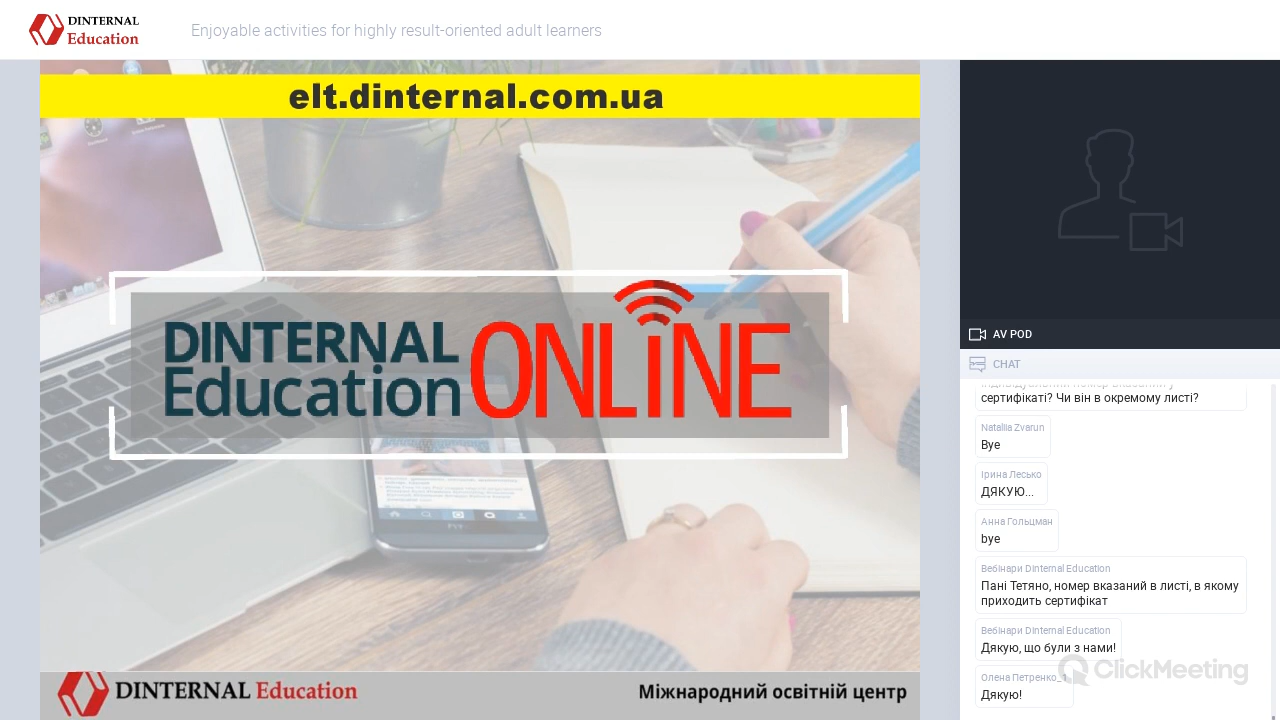 DINTERNAL
Education
Enjoyable activities for highly result-oriented adult learners
elt.dinternal.com.ua
DINTERNAL
Education
ONLINE
DINTERNAL Education
Міжнародний освітній центр
AV POD
CHAT
сертифікаті? Чи він в окремому листі?
Nataliia Zvarun
Bye
Ірина Лесько
ДЯКУЮ...
Анна Гольцман
bye
Вебінари Dinternal Education
Пані Тетяно, номер вказаний в листі, в якому
приходить сертифікат
Вебінари Dinternal Education
Дякую, що були з нами!
Олена Петренко_1
Дякую!
ClickMeeting